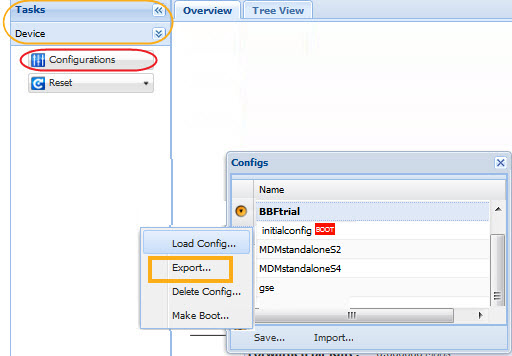 Tasks
Overview
Tree View
Device
Configurations
Reset
Configs
Name
BBFtrial
initialconfig BOOT
MDMstandaloneS2
MDMstandaloneS4
gse
Load Config...
Export...
Delete Config...
Make Boot...
Save...
Import...